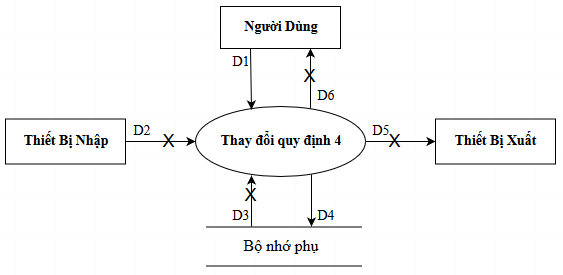 Người Dùng
D1
D6
Thiết Bị Nhập
D2
X
X
Thay đổi quy định 4
D5
X
Thiết Bị Xuất
X
D3
D4
Bộ nhớ phụ